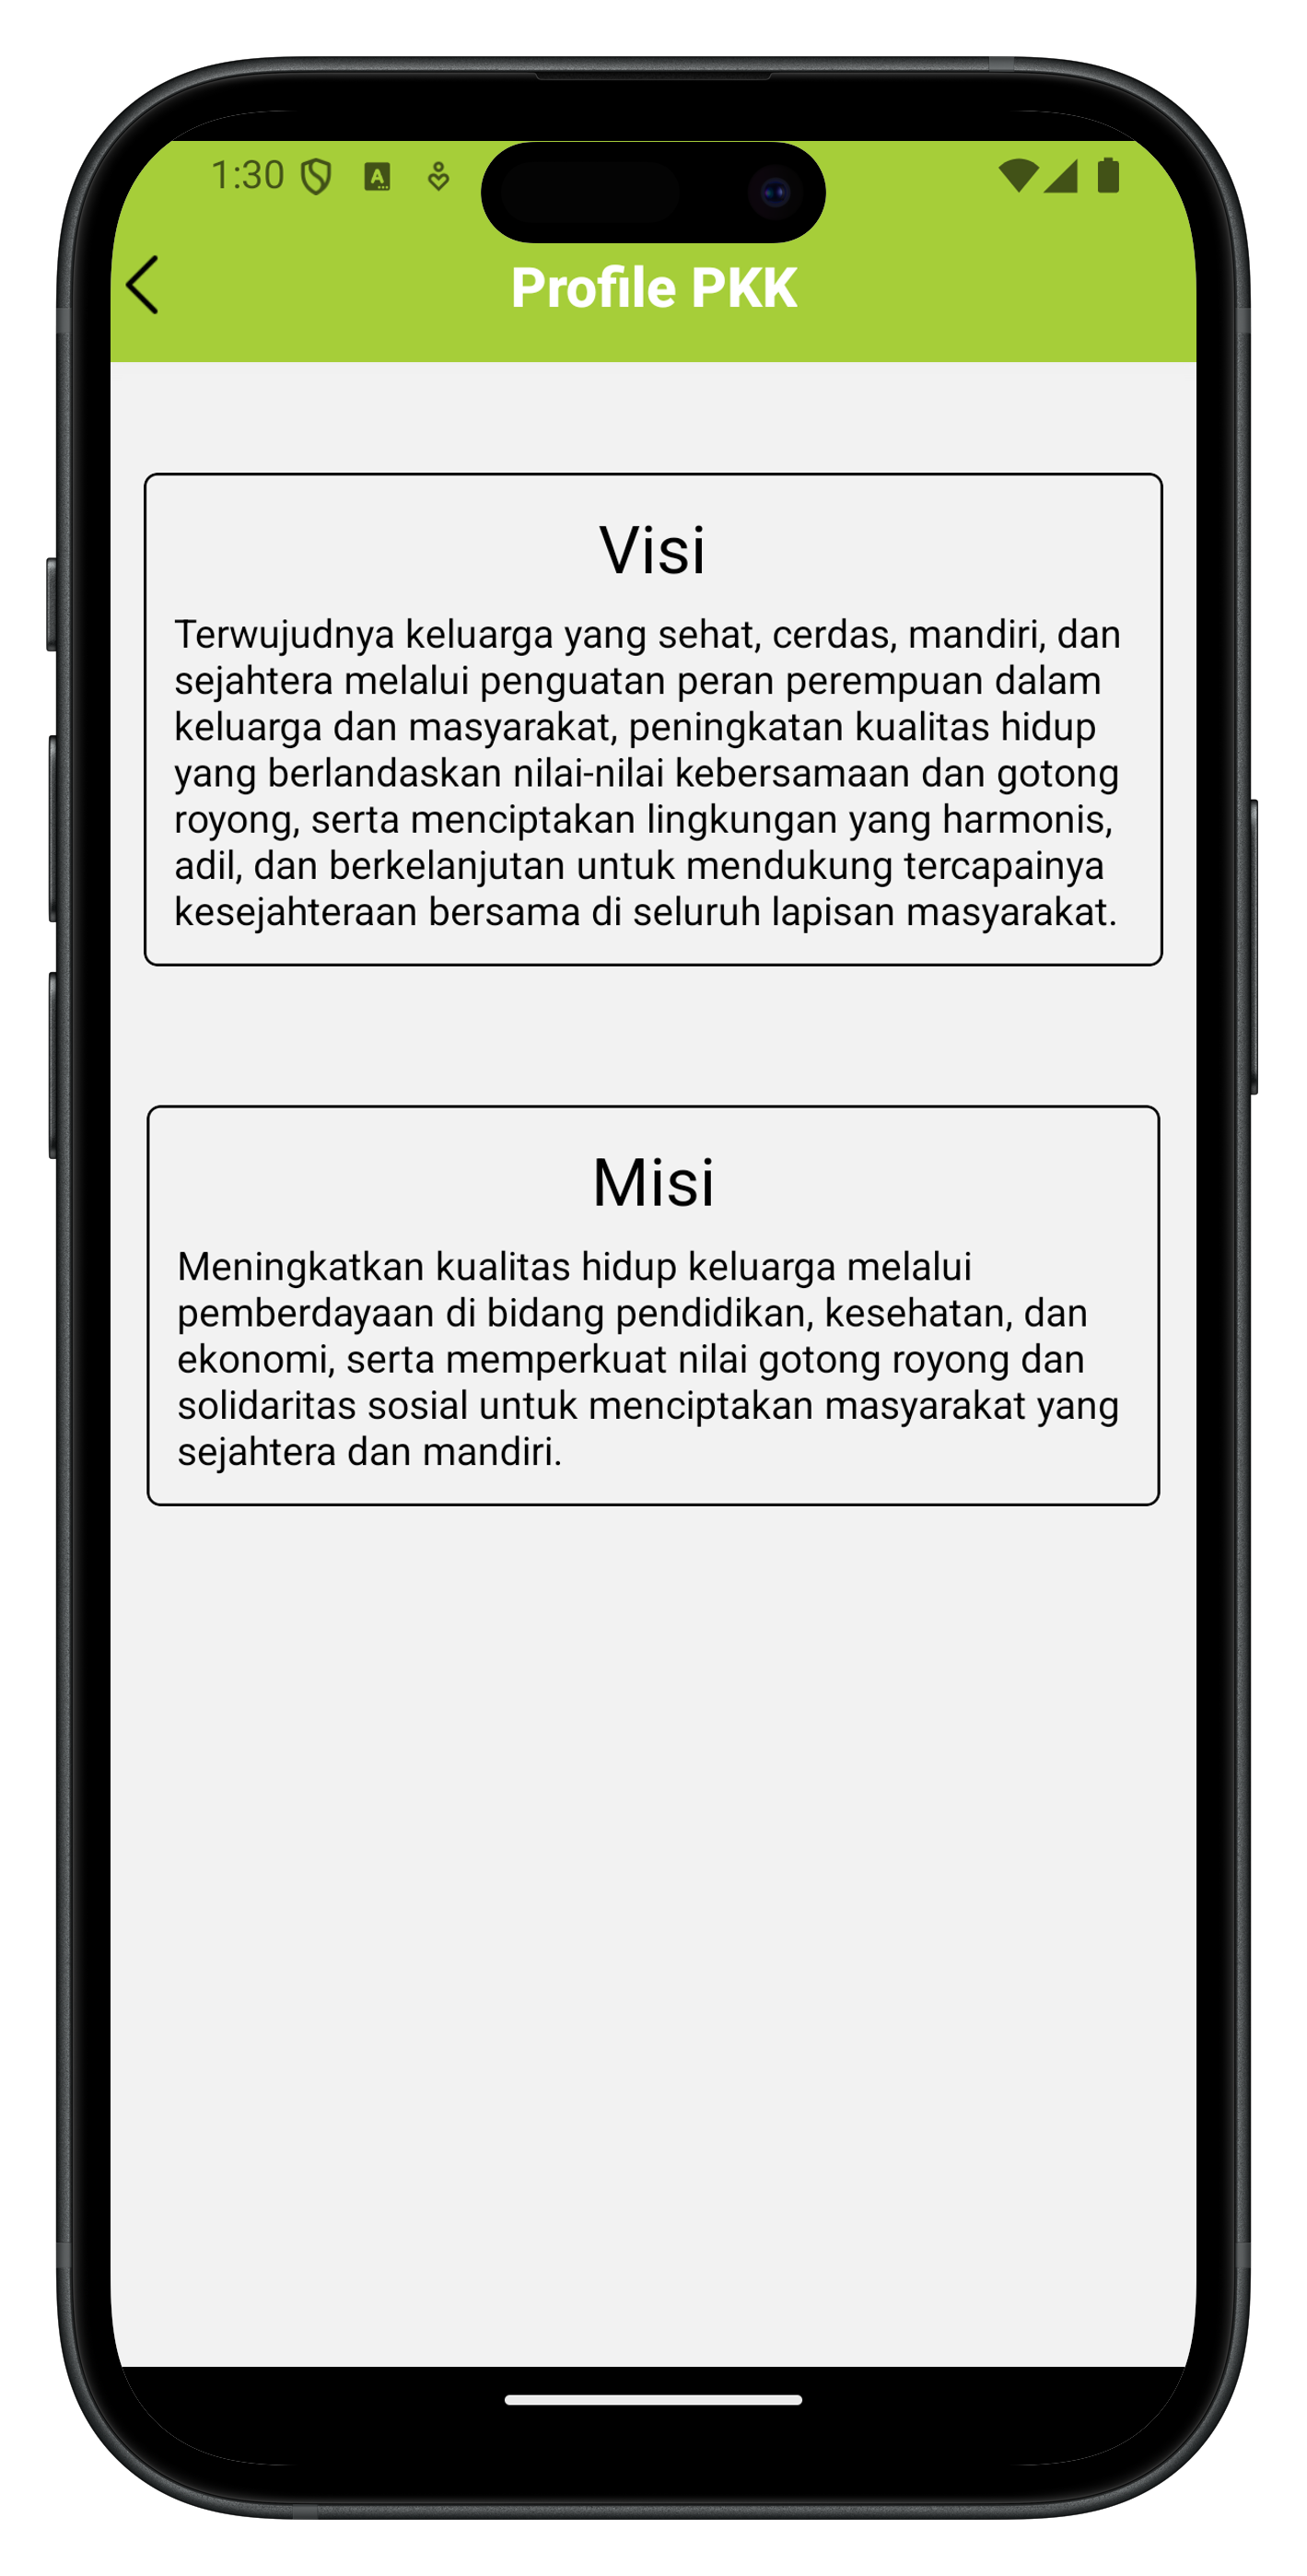 1:30
Profile PKK
Visi
Terwujudnya keluarga yang sehat, cerdas, mandiri, dan
sejahtera melalui penguatan peran perempuan dalam
keluarga dan masyarakat, peningkatan kualitas hidup
yang berlandaskan nilai-nilai kebersamaan dan gotong
royong, serta menciptakan lingkungan yang harmonis,
adil, dan berkelanjutan untuk mendukung tercapainya
kesejahteraan bersama di seluruh lapisan masyarakat.
Misi
Meningkatkan kualitas hidup keluarga melalui
pemberdayaan di bidang pendidikan, kesehatan, dan
ekonomi, serta memperkuat nilai gotong royong dan
solidaritas sosial untuk menciptakan masyarakat yang
sejahtera dan mandiri.